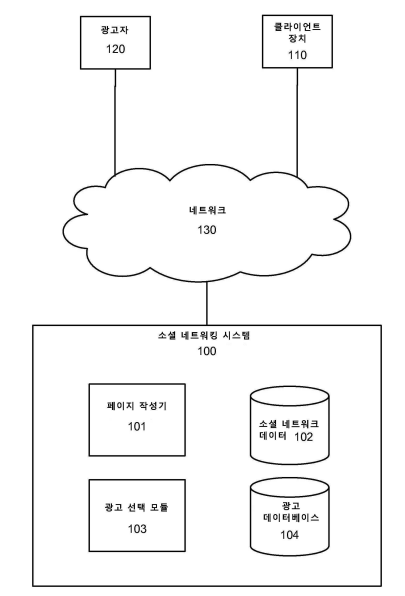 광고자
120
클라이언트
장치
110
네트워크
130
소셜 네트워킹 시스템
100
페이지 작성기
101
소셜 네트워크
데이터 102
광고 선택 모듈
103
광고
데이터베이스
104